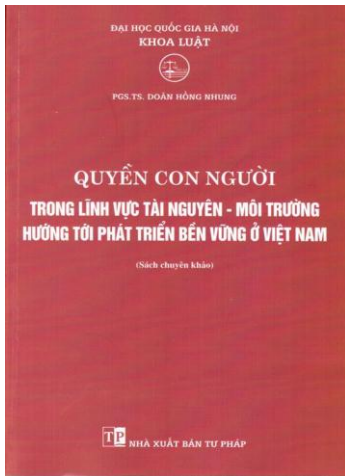 ĐẠI HỌC QUỐC GIA HÀ NỘI
KHOA LUẬT
PGS.TS. DOÃN HỒNG NHUNG
QUYỀN CON NGƯỜI
TRONG LĨNH VỰC TÀI NGUYÊN - MÔI TRƯỜNG
HƯỚNG TỚI PHÁT TRIỂN BỀN VỮNG Ở VIỆT NAM
(Sách chuyên khảo)
TP NHÀ XUẤT BẢN TƯ PHÁP